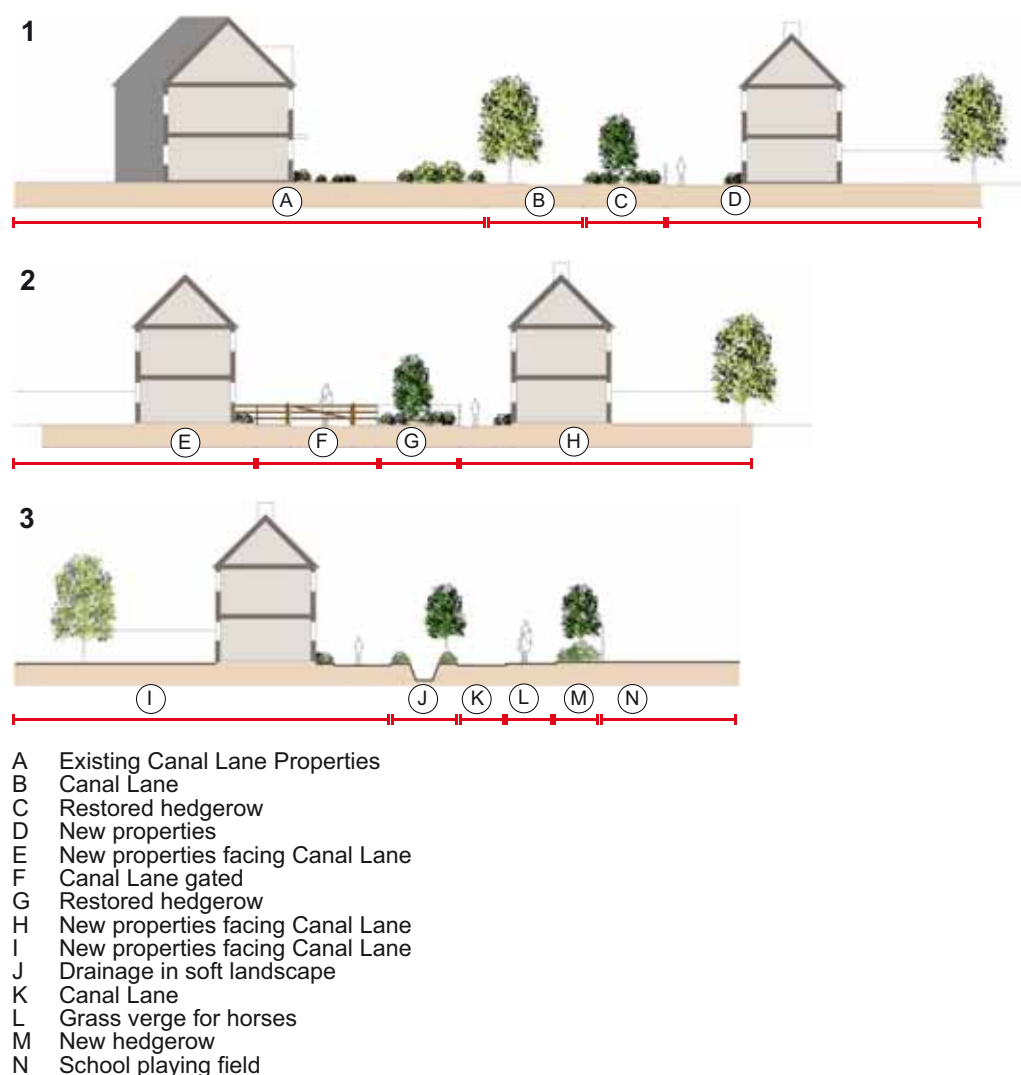 1
A B C D
2
E F G H
3
I J K L M N
A Existing Canal Lane Properties
B Canal Lane
C Restored hedgerow
D New properties
E New properties facing Canal Lane
F Canal Lane gated
G Restored hedgerow
H New properties facing Canal Lane
I New properties facing Canal Lane
J Drainage in soft landscape
K Canal Lane
L Grass verge for horses
M New hedgerow
N School playing field